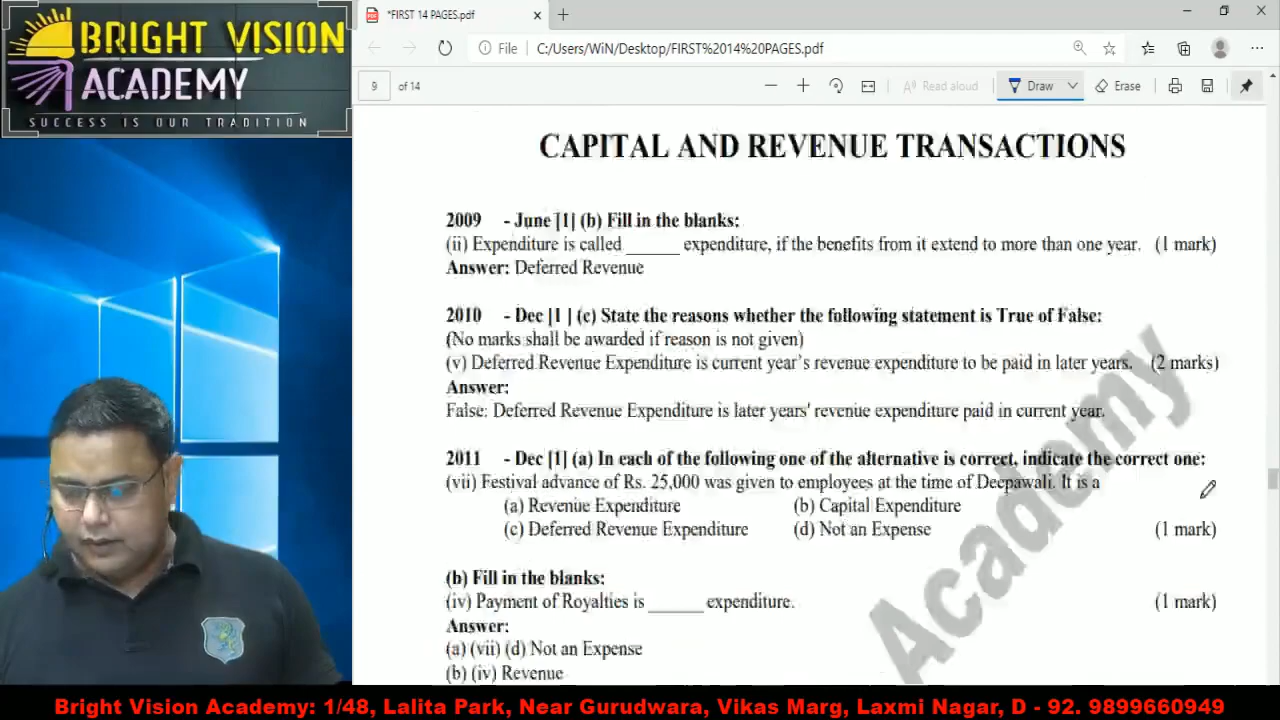 BRIGHT VISION
ACADEMY
SUCCESS IS OUR TRADITION
*FIRST 14 PAGES.pdf
File C:/Users/WiN/Desktop/FIRST%2014%20PAGES.pdf
9 of 14
Read aloud
Draw
Erase
CAPITAL AND REVENUE TRANSACTIONS
2009 - June [1] (b) Fill in the blanks:
(ii) Expenditure is called ______ expenditure, if the benefits from it extend to more than one year. (1 mark)
Answer: Deferred Revenue
2010 - Dec [1 ] (c) State the reasons whether the following statement is True of False:
(No marks shall be awarded if reason is not given)
(v) Deferred Revenue Expenditure is current year's revenue expenditure to be paid in later years. (2 marks)
Answer:
False: Deferred Revenue Expenditure is later years' revenue expenditure paid in current year.
2011 - Dec [1] (a) In each of the following one of the alternative is correct, indicate the correct one:
(vii) Festival advance of Rs. 25,000 was given to employees at the time of Deepawali. It is a
(a) Revenue Expenditure (b) Capital Expenditure
(c) Deferred Revenue Expenditure (d) Not an Expense (1 mark)
(b) Fill in the blanks:
(iv) Payment of Royalties is ______ expenditure. (1 mark)
Answer:
(a) (vii) (d) Not an Expense
(b) (iv) Revenue
Academy
Bright Vision Academy: 1/48, Lalita Park, Near Gurudwara, Vikas Marg, Laxmi Nagar, D - 92. 9899660949